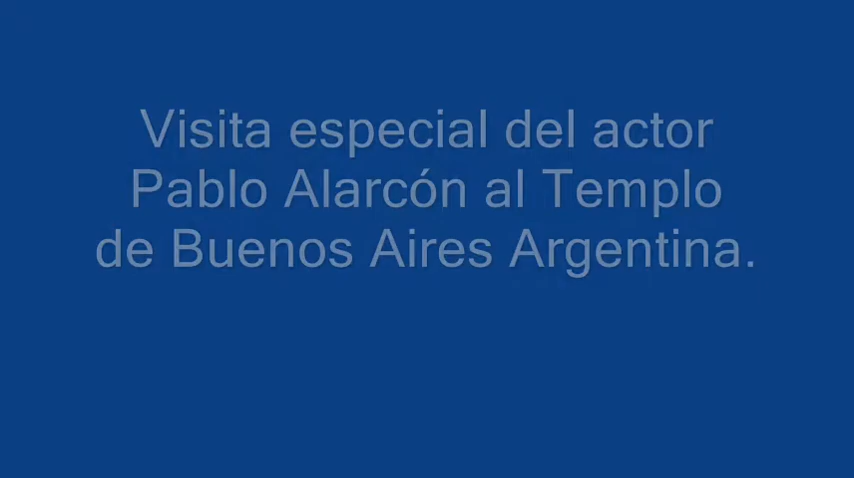 Visita especial del actor
Pablo Alarcón al Templo
de Buenos Aires Argentina.